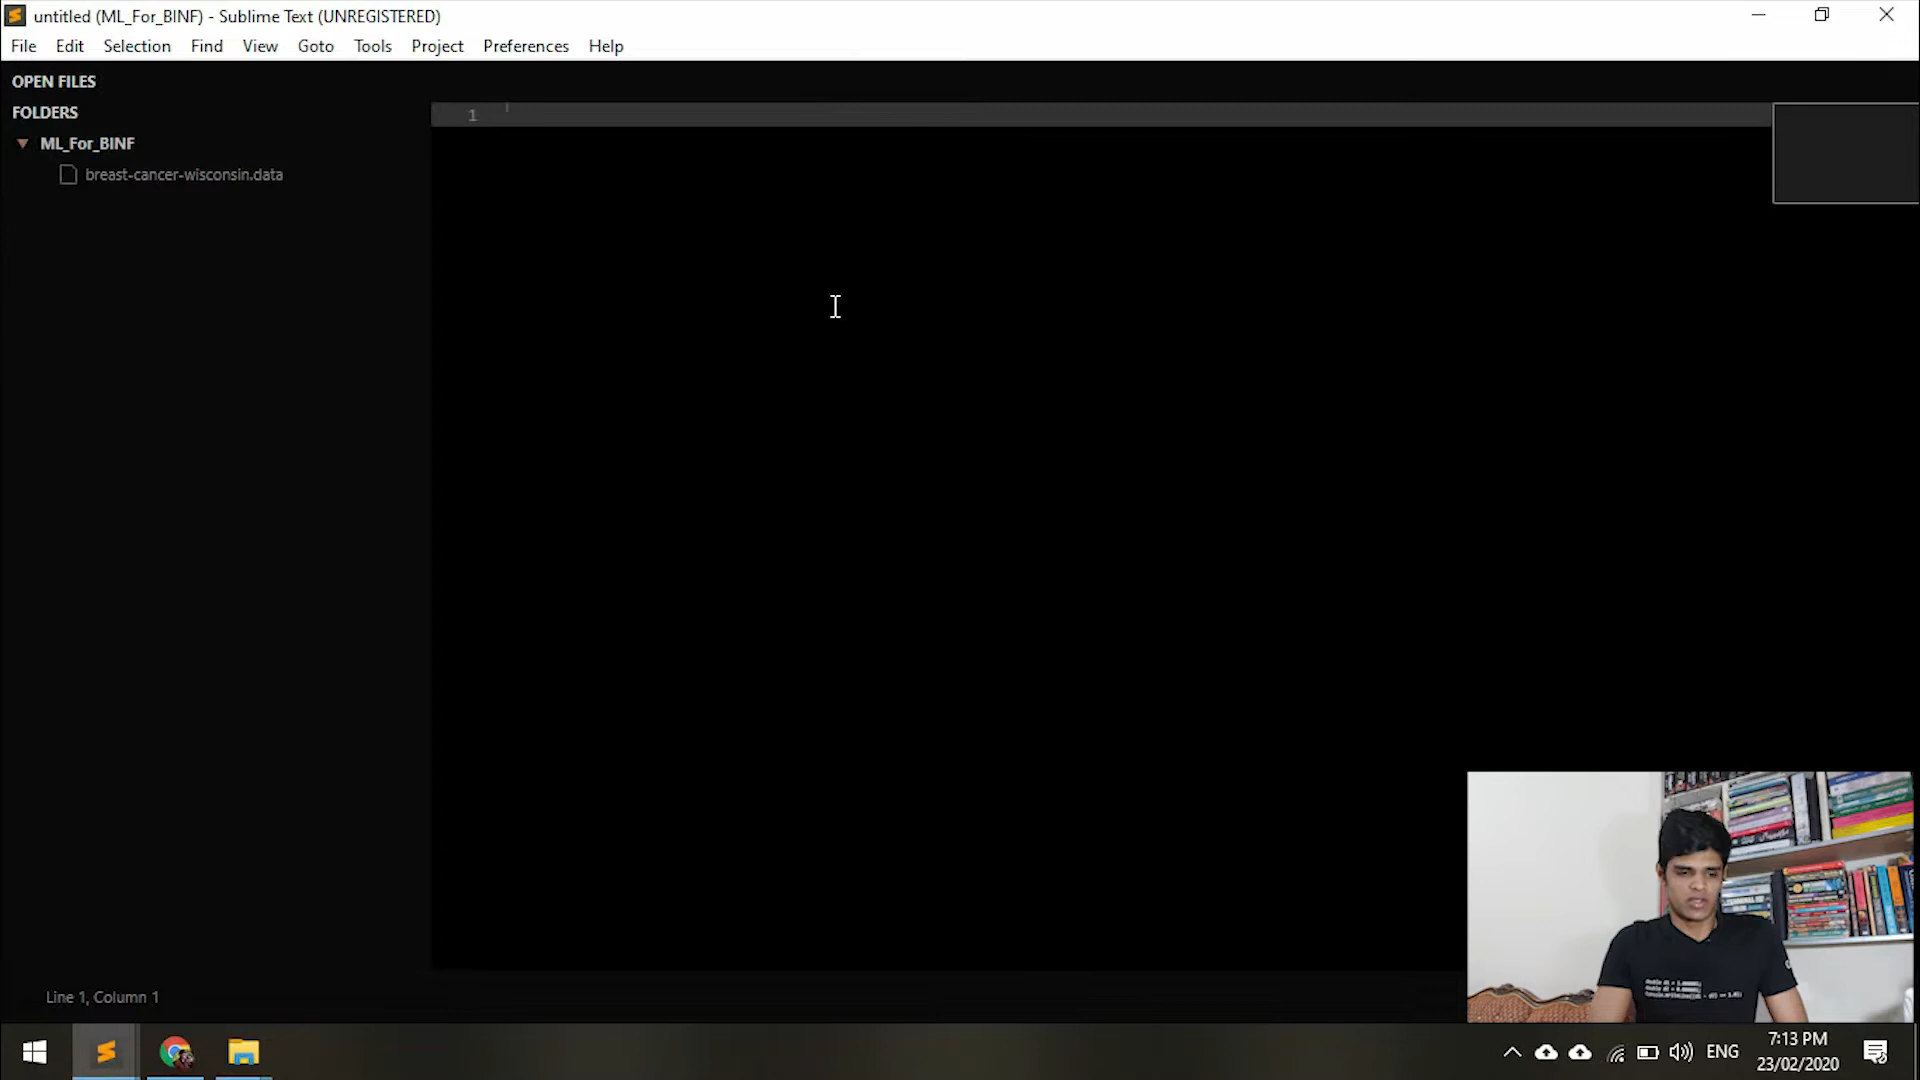 untitled (ML_For_BINF) - Sublime Text (UNREGISTERED)
File Edit Selection Find View Goto Tools Project Preferences Help
OPEN FILES
FOLDERS
ML_For_BINF
breast-cancer-wisconsin.data
1
Line 1, Column 1
ENG
7:13 PM
23/02/2020